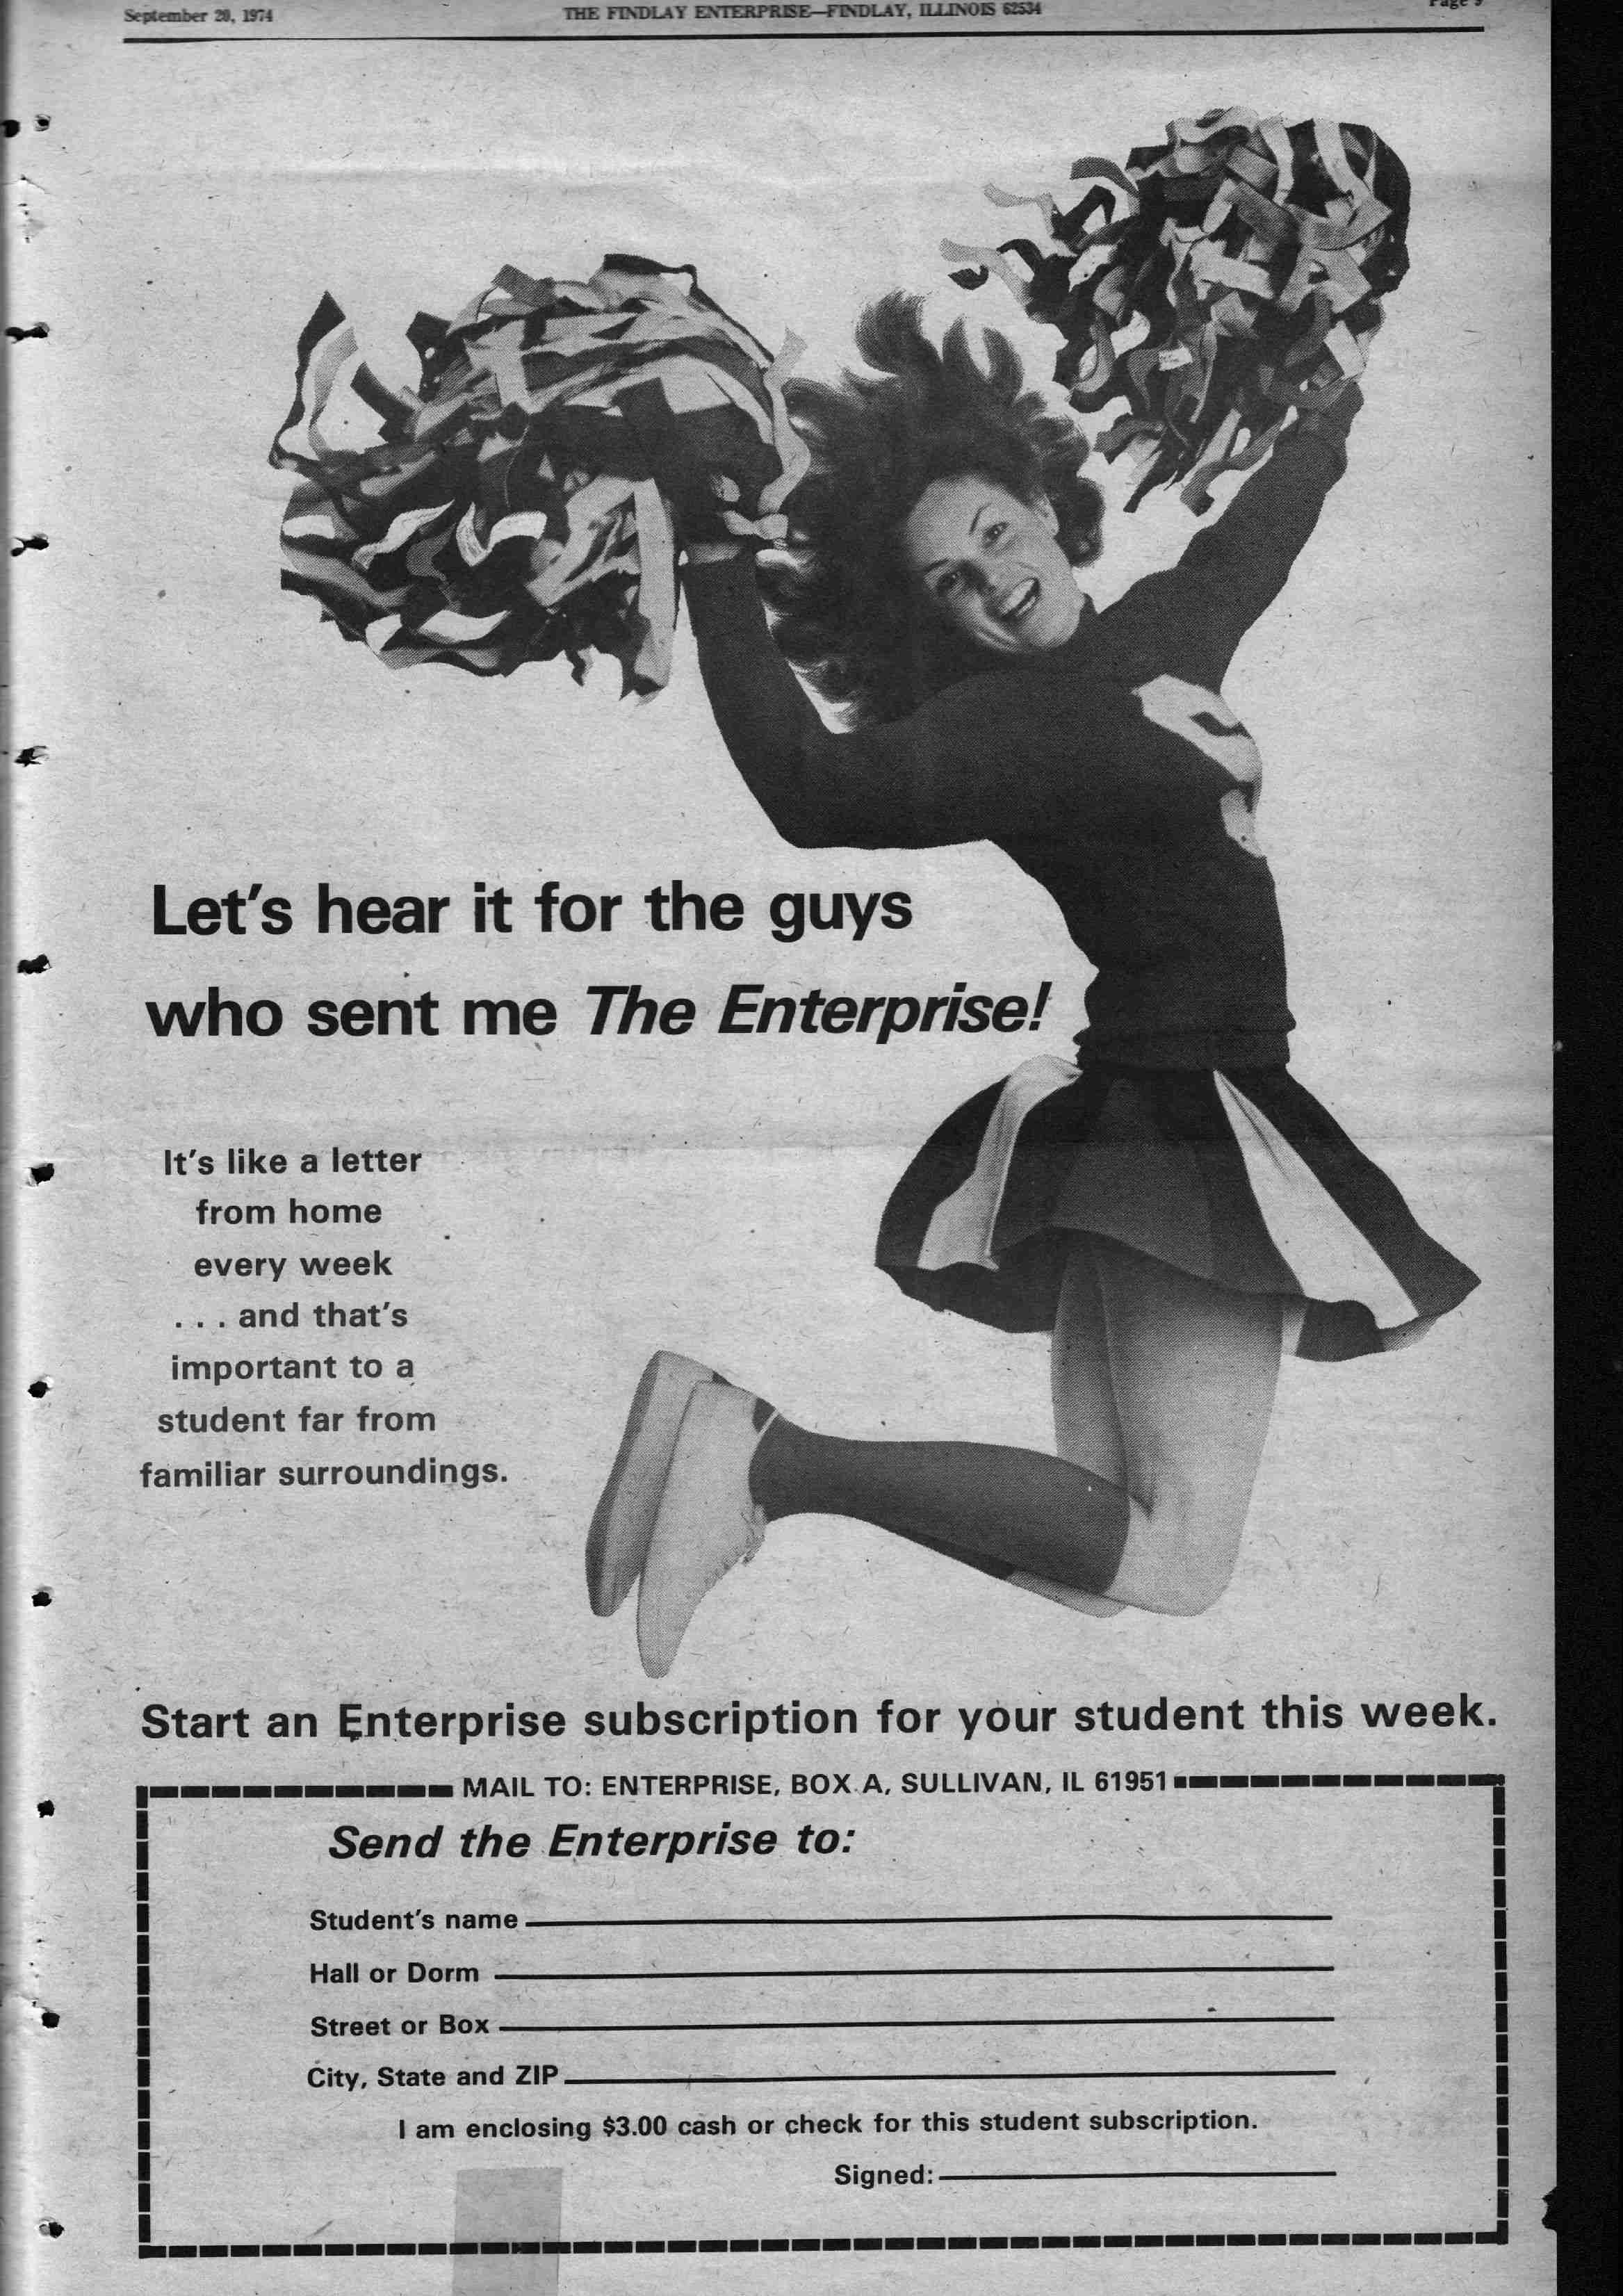 September 20, 1974
THE FINDLAY ENTERPRISE—FINDLAY, ILLINOIS 62534
Page 9
Let's hear it for the guys
who sent me The Enterprise!
It's like a letter
from home
every week
. . . and that's
important to a
student far from
familiar surroundings.
Start an Enterprise subscription for your student this week.
MAIL TO: ENTERPRISE, BOX A, SULLIVAN, IL 61951
Send the Enterprise to:
Student's name
Hall or Dorm
Street or Box
City, State and ZIP
I am enclosing $3.00 cash or check for this student subscription.
Signed: